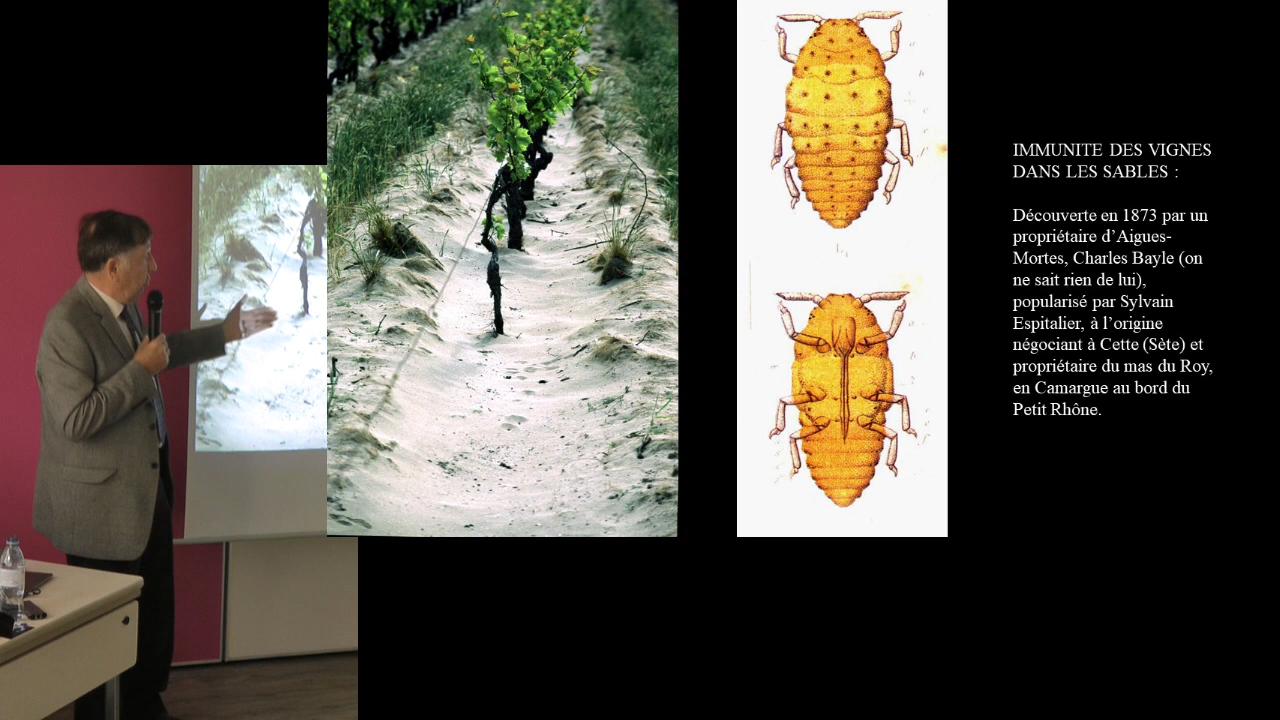 IMMUNITE DES VIGNES
DANS LES SABLES :
Découverte en 1873 par un
propriétaire d’Aigues-
Mortes, Charles Bayle (on
ne sait rien de lui),
popularisé par Sylvain
Espitalier, à l’origine
négociant à Cette (Sète) et
propriétaire du mas du Roy,
en Camargue au bord du
Petit Rhône.